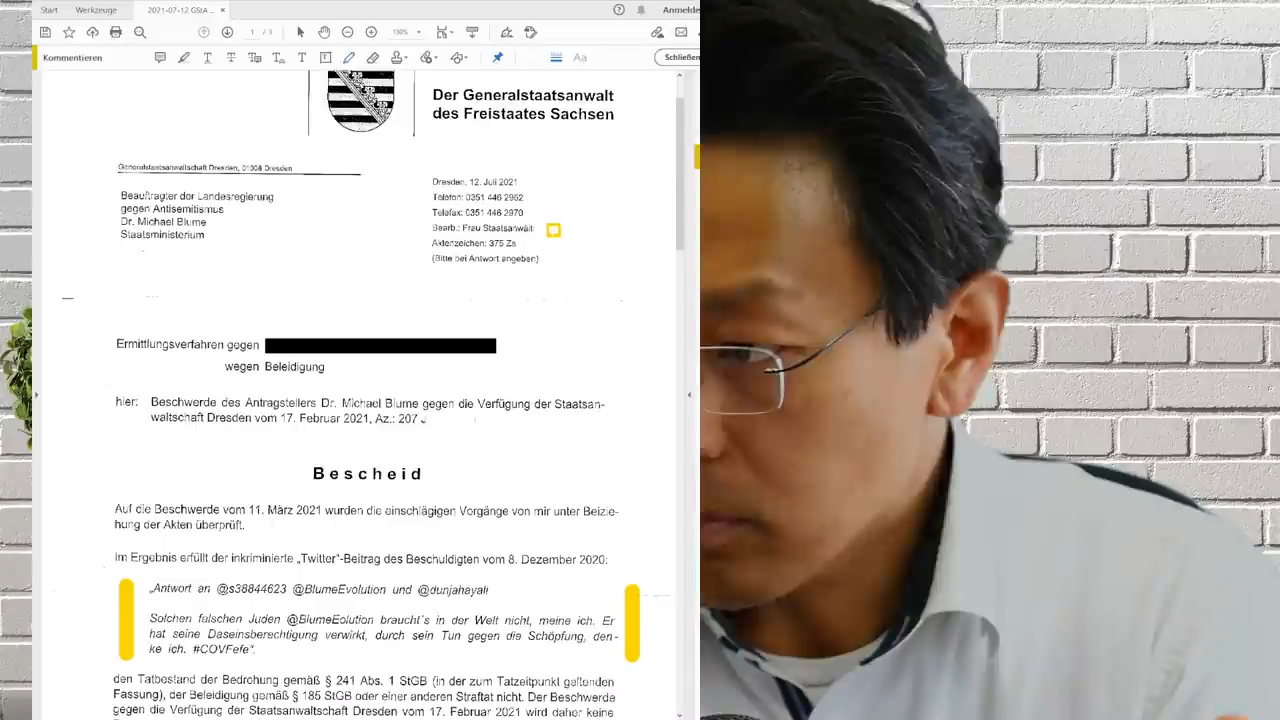 Start
Werkzeuge
2021-07-12 GStA ...
×
Anmelde
1 / 3
130%
Kommentieren
Aa
Schließen
Der Generalstaatsanwalt
des Freistaates Sachsen
Generalstaatsanwaltschaft Dresden, 01008 Dresden
Beauftragter der Landesregierung
gegen Antisemitismus
Dr. Michael Blume
Staatsministerium
Dresden, 12. Juli 2021
Telefon: 0351 446 2952
Telefax: 0351 446 2970
Bearb.: Frau Staatsanwält
Aktenzeichen: 375 Zs
(Bitte bei Antwort angeben)
Ermittlungsverfahren gegen
wegen Beleidigung
hier: Beschwerde des Antragstellers Dr. Michael Blume gegen die Verfügung der Staatsan-
waltschaft Dresden vom 17. Februar 2021, Az.: 207 J
Bescheid
Auf die Beschwerde vom 11. März 2021 wurden die einschlägigen Vorgänge von mir unter Beizie-
hung der Akten überprüft.
Im Ergebnis erfüllt der inkriminierte „Twitter"-Beitrag des Beschuldigten vom 8. Dezember 2020:
„Antwort an @s38844623 @BlumeEvolution und @dunjahayali
Solchen falschen Juden @BlumeEolution braucht´s in der Welt nicht, meine ich. Er
hat seine Daseinsberechtigung verwirkt, durch sein Tun gegen die Schöpfung, den-
ke ich. #COVFefe".
den Tatbestand der Bedrohung gemäß § 241 Abs. 1 StGB (in der zum Tatzeitpunkt geltenden
Fassung), der Beleidigung gemäß § 185 StGB oder einer anderen Straftat nicht. Der Beschwerde
gegen die Verfügung der Staatsanwaltschaft Dresden vom 17. Februar 2021 wird daher keine